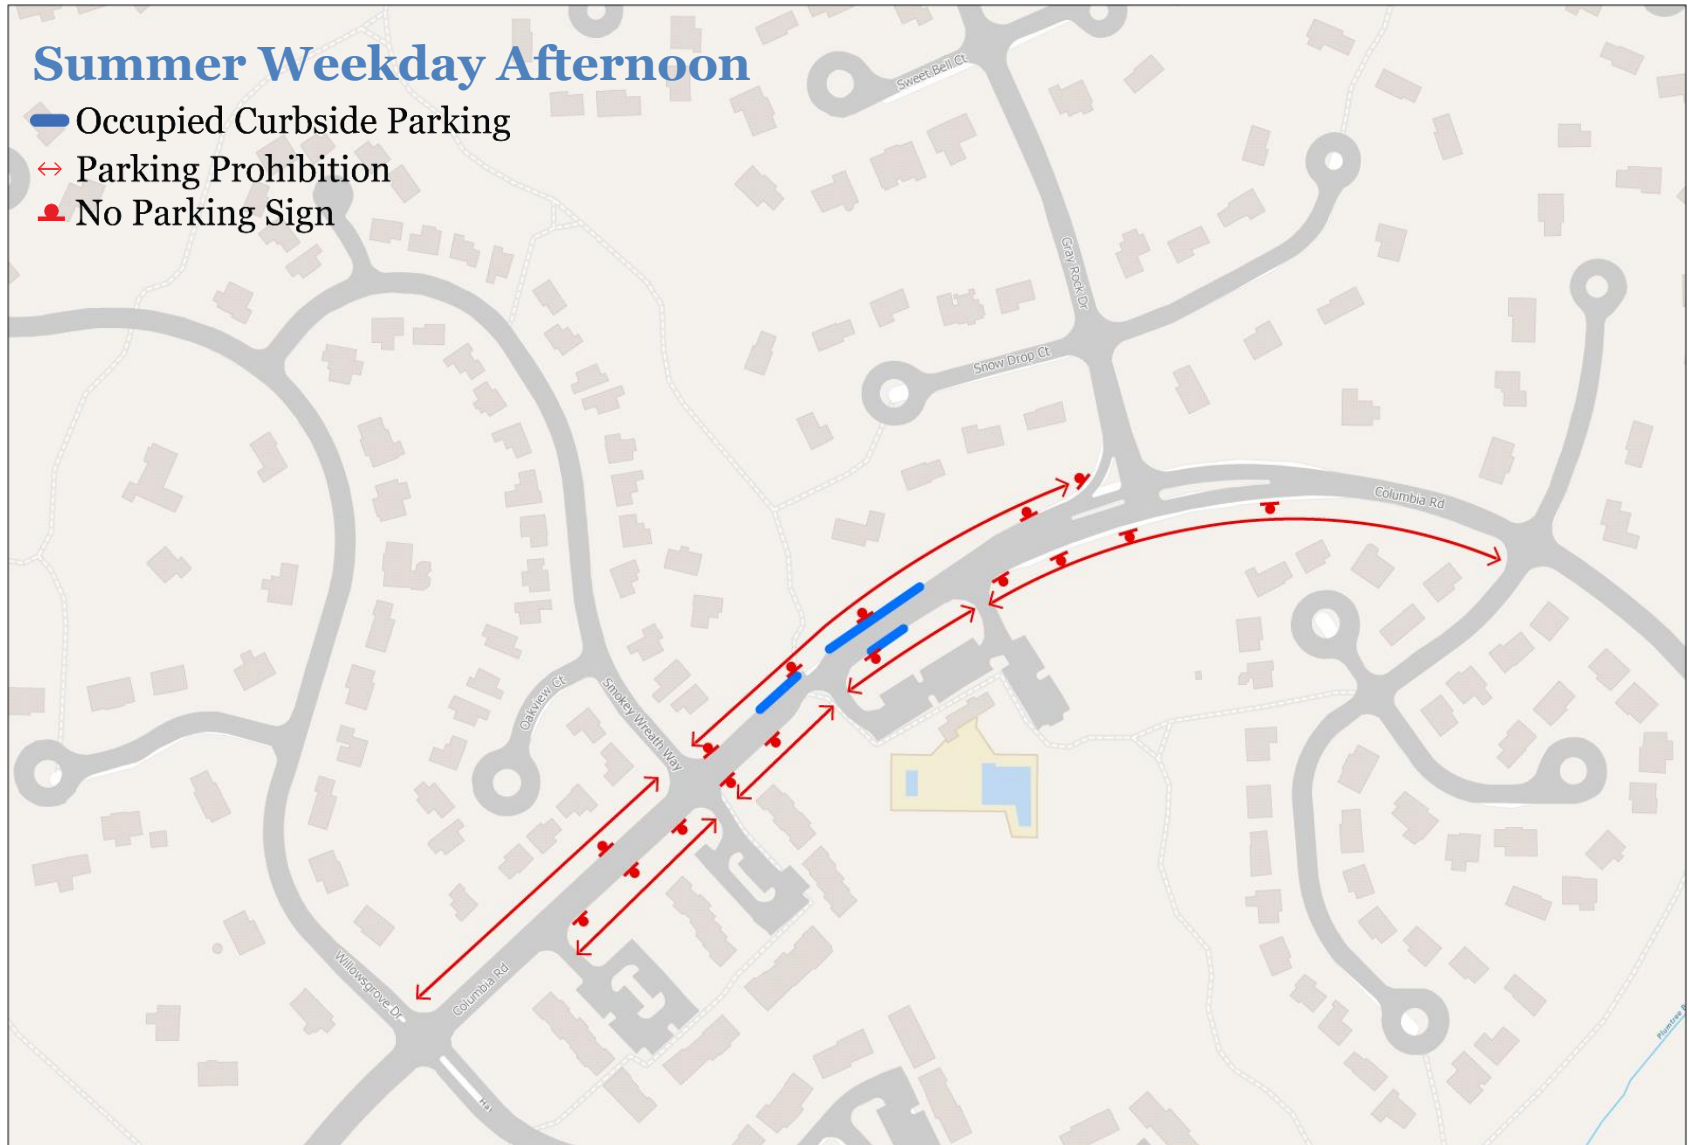 Summer Weekday Afternoon
Occupied Curbside Parking
Parking Prohibition
No Parking Sign
Sweet Bell Ct
Gray Rock Dr
Snow Drop Ct
Columbia Rd
Oakview Ct
Smokey Wreath Way
Willowsgrove Dr
Columbia Rd
Plumtree